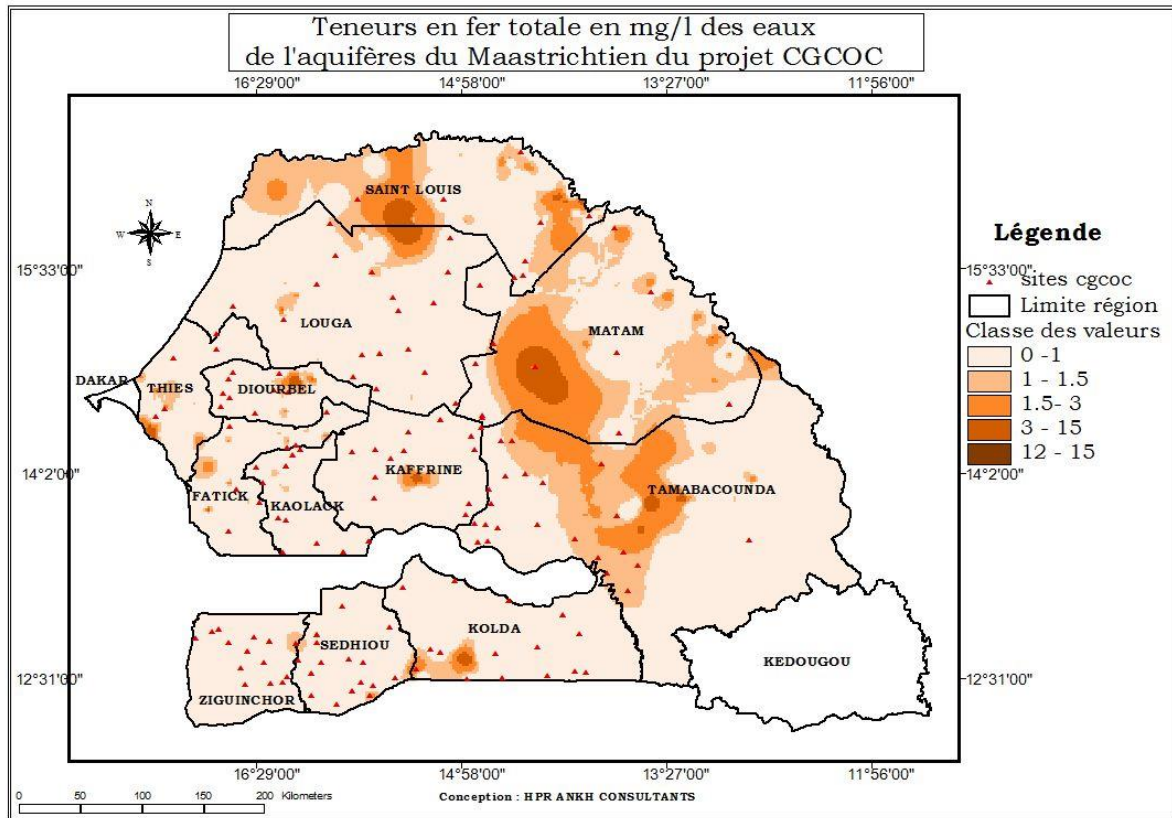 Teneurs en fer totale en mg/l des eaux
de l'aquifères du Maastrichtien du projet CGCOC
16°29'00" 14°58'00" 13°27'00" 11°56'00"
N
W E
S
SAINT LOUIS
15°33'00" 15°33'00"
LOUGA
MATAM
DAKAR
THIES
DIOURBEL
14°2'00" 14°2'00"
KAFFRINE
FATICK
KAOLACK
TAMABACOUNDA
KOLDA
SEDHIOU
KEDOUGOU
12°31'00" 12°31'00"
ZIGUINCHOR
Légende
sites cgcoc
Limite région
Classe des valeurs
0 -1
1 - 1.5
1.5- 3
3 - 15
12 - 15
16°29'00" 14°58'00" 13°27'00" 11°56'00"
0 50 100 150 200 Kilometers
Conception : HPR ANKH CONSULTANTS